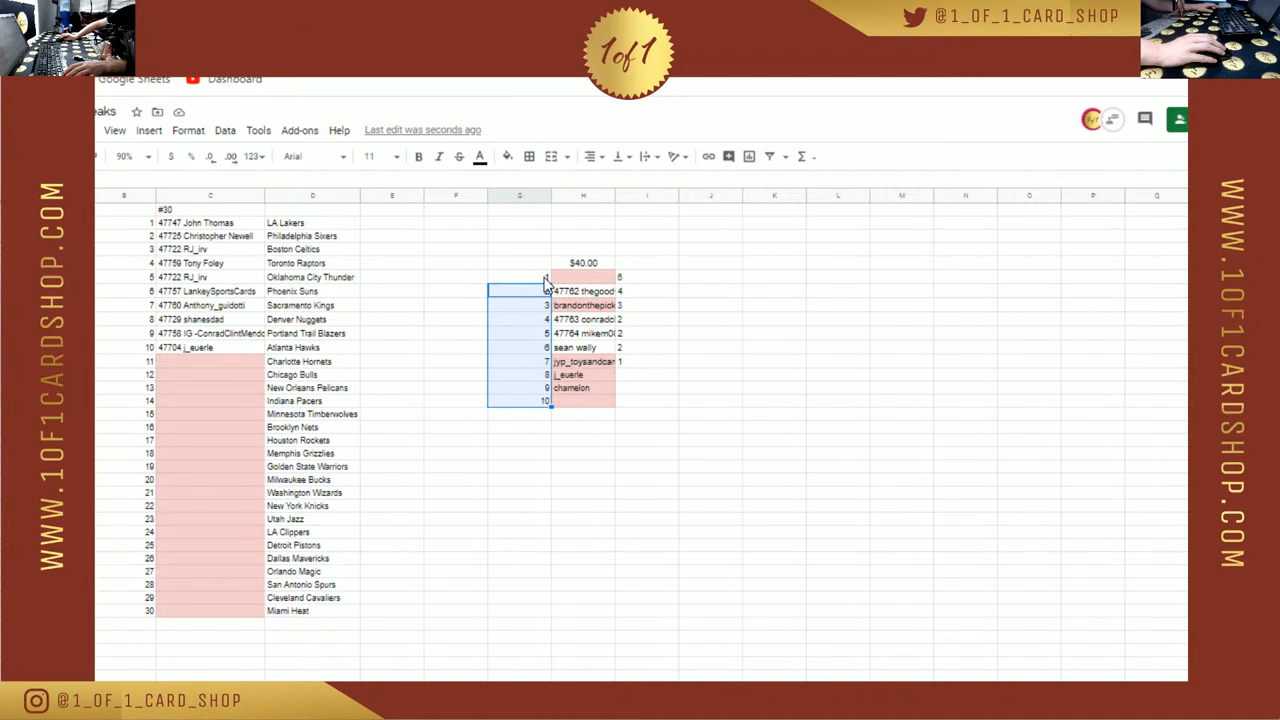 1of1
@1_OF_1_CARD_SHOP
WWW.1OF1CARDSHOP.COM
WWW.1OF1CARDSHOP.COM
Google Sheets Dashboard
eaks
View Insert Format Data Tools Add-ons Help Last edit was seconds ago
90% $ % .0 .00 123 Arial 11 B I S A
B C D E F G H I J K L M N O P Q
#30
1 47747 John Thomas LA Lakers
2 47725 Christopher Newell Philadelphia Sixers
3 47722 RJ_irv Boston Celtics
4 47759 Tony Foley Toronto Raptors $40.00
5 47722 RJ_irv Oklahoma City Thunder 1 6
6 47757 LankeySportsCards Phoenix Suns 47762 thegood 4
7 47760 Anthony_guidotti Sacramento Kings 3 brandonthepick 3
8 47729 shanesdad Denver Nuggets 4 47763 conradcl 2
9 47758 IG -ConradClintMendo Portland Trail Blazers 5 47764 mikem08 2
10 47704 j_euerle Atlanta Hawks 6 sean wally 2
11 Charlotte Hornets 7 jyp_toysandcar 1
12 Chicago Bulls 8 j_euerle
13 New Orleans Pelicans 9 chamelon
14 Indiana Pacers 10
15 Minnesota Timberwolves
16 Brooklyn Nets
17 Houston Rockets
18 Memphis Grizzlies
19 Golden State Warriors
20 Milwaukee Bucks
21 Washington Wizards
22 New York Knicks
23 Utah Jazz
24 LA Clippers
25 Detroit Pistons
26 Dallas Mavericks
27 Orlando Magic
28 San Antonio Spurs
29 Cleveland Cavaliers
30 Miami Heat
@1_OF_1_CARD_SHOP